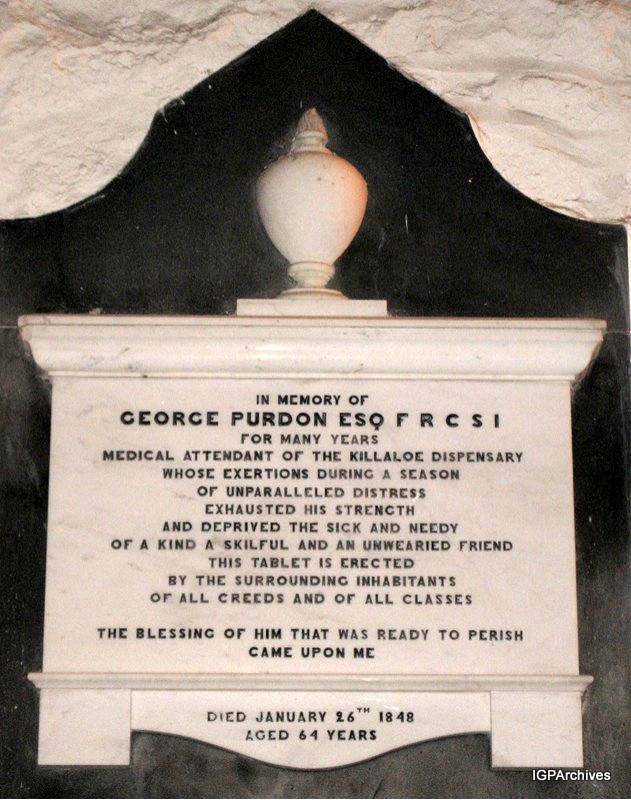 IN MEMORY OF
GEORGE PURDON ESQ F R C S I
FOR MANY YEARS
MEDICAL ATTENDANT OF THE KILLALOE DISPENSARY
WHOSE EXERTIONS DURING A SEASON
OF UNPARALLELED DISTRESS
EXHAUSTED HIS STRENGTH
AND DEPRIVED THE SICK AND NEEDY
OF A KIND A SKILFUL AND AN UNWEARIED FRIEND
THIS TABLET IS ERECTED
BY THE SURROUNDING INHABITANTS
OF ALL CREEDS AND OF ALL CLASSES
THE BLESSING OF HIM THAT WAS READY TO PERISH
CAME UPON ME
DIED JANUARY 26TH 1848
AGED 64 YEARS
IGPArchives